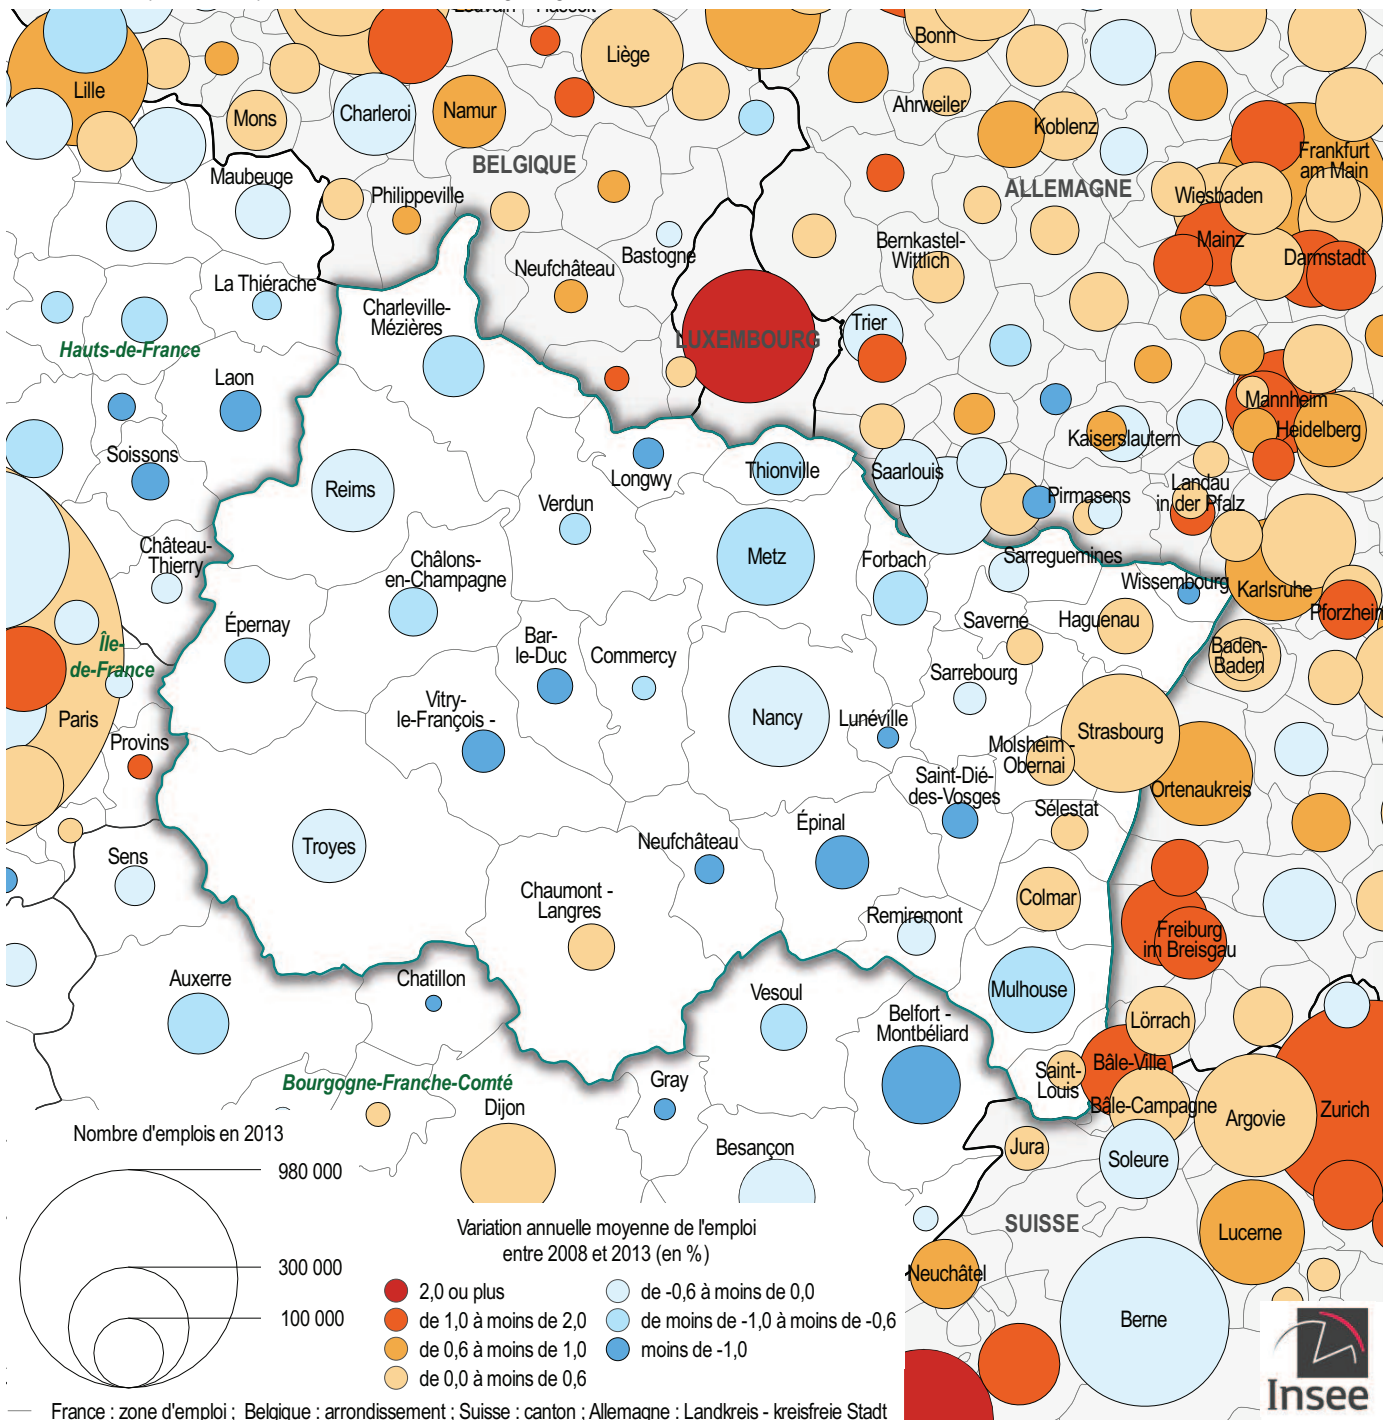 Liège
Bonn
Lille
Mons
Charleroi
Namur
Ahrweiler
Koblenz
Frankfurt
am Main
BELGIQUE
ALLEMAGNE
Maubeuge
Philippeville
Wiesbaden
Mainz
Darmstadt
Bastogne
Bernkastel-
Wittlich
Neufchâteau
La Thiérache
Charleville-
Mézières
LUXEMBOURG
Trier
Hauts-de-France
Laon
Mannheim
Heidelberg
Kaiserslautern
Soissons
Longwy
Thionville
Saarlouis
Reims
Verdun
Pirmasens
Landau
in der Pfalz
Château-
Thierry
Châlons-
en-Champagne
Metz
Forbach
Sarreguemines
Wissembourg
Karlsruhe
Pforzheim
Épernay
Bar-
le-Duc
Commercy
Saverne
Haguenau
Baden-
Baden
Île-
de-France
Sarrebourg
Paris
Vitry-
le-François -
Nancy
Lunéville
Strasbourg
Provins
Molsheim -
Obernai
Saint-Dié-
des-Vosges
Ortenaukreis
Troyes
Sens
Neufchâteau
Épinal
Sélestat
Chaumont -
Langres
Colmar
Remiremont
Freiburg
im Breisgau
Auxerre
Chatillon
Vesoul
Mulhouse
Belfort -
Montbéliard
Lörrach
Saint-
Louis
Bâle-Ville
Bâle-Campagne
Argovie
Zurich
Bourgogne-Franche-Comté
Gray
Dijon
Besançon
Jura
Soleure
SUISSE
Lucerne
Neuchâtel
Berne
Nombre d'emplois en 2013
980 000
300 000
100 000
Variation annuelle moyenne de l'emploi
entre 2008 et 2013 (en %)
2,0 ou plus
de 1,0 à moins de 2,0
de 0,6 à moins de 1,0
de 0,0 à moins de 0,6
de -0,6 à moins de 0,0
de moins de -1,0 à moins de -0,6
moins de -1,0
Insee
France : zone d'emploi ; Belgique : arrondissement ; Suisse : canton ; Allemagne : Landkreis - kreisfreie Stadt